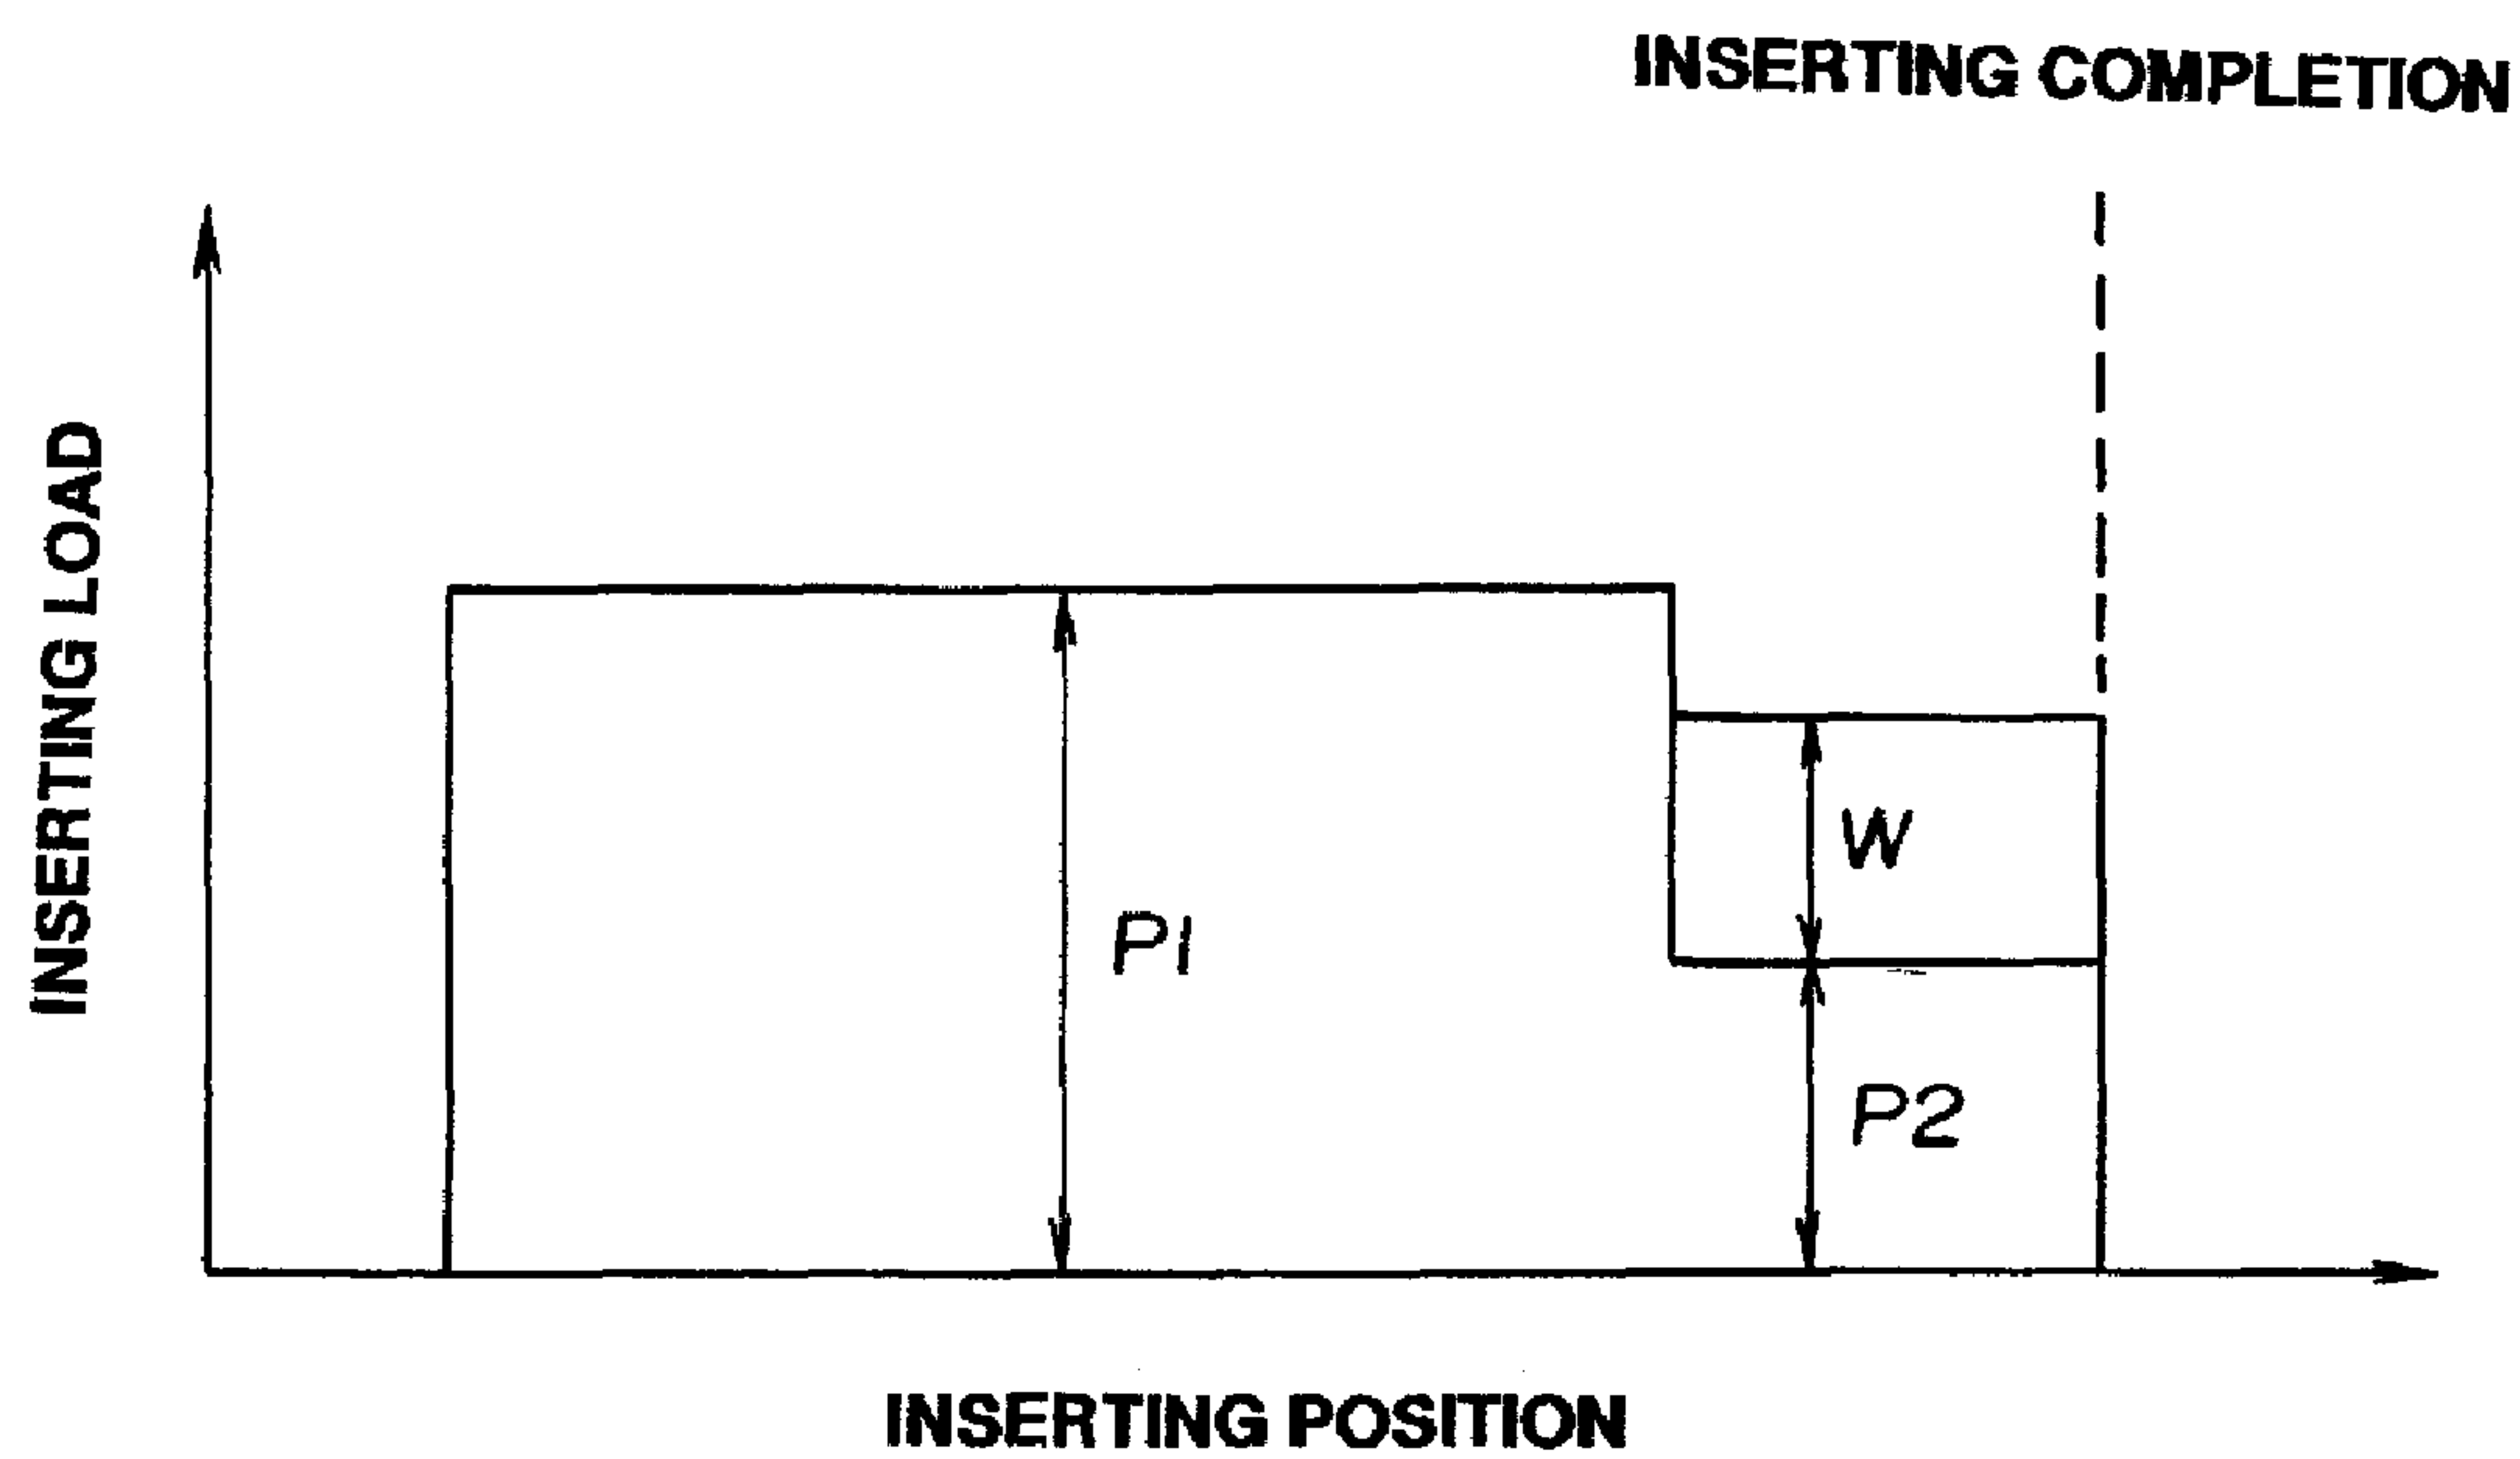 INSERTING COMPLETION
INSERTING LOAD
P1
W
P2
INSERTING POSITION